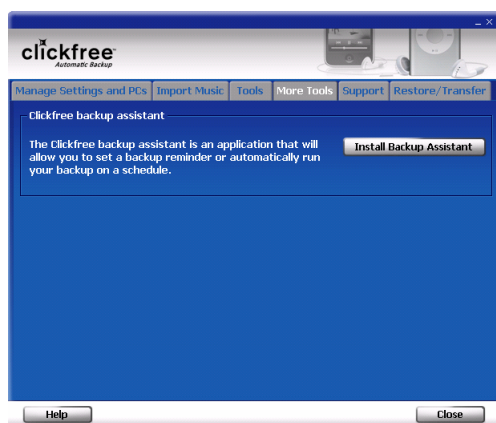 clickfree™
Automatic Backup
Manage Settings and PCs Import Music Tools More Tools Support Restore/Transfer
Clickfree backup assistant
The Clickfree backup assistant is an application that will
allow you to set a backup reminder or automatically run
your backup on a schedule.
Install Backup Assistant
Help Close